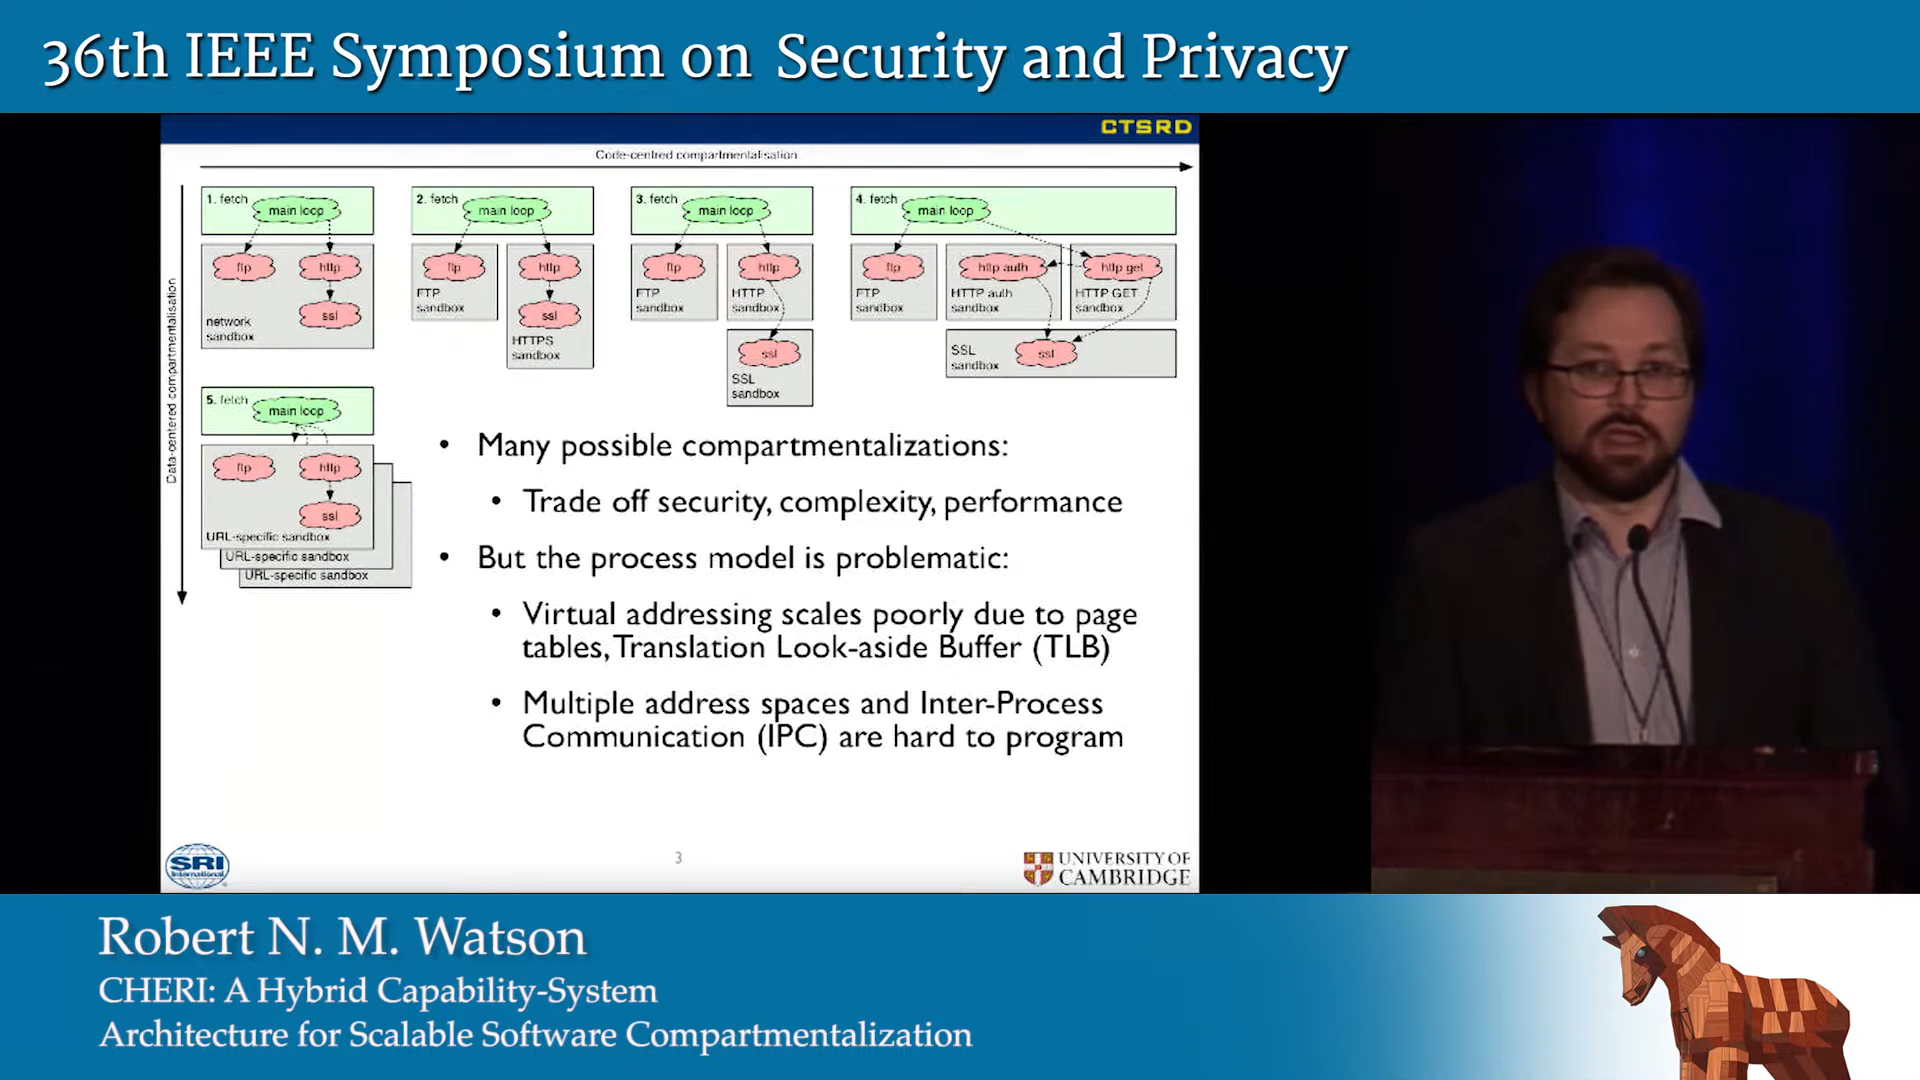 36th IEEE Symposium on Security and Privacy
CTSRD
Code-centred compartmentalisation
Data-centered compartmentalisation
1. fetch
main loop
ftp
http
ssl
network
sandbox
2. fetch
main loop
ftp
http
FTP
sandbox
ssl
HTTPS
sandbox
3. fetch
main loop
ftp
http
FTP
sandbox
HTTP
sandbox
ssl
SSL
sandbox
4. fetch
main loop
ftp
http auth
http get
FTP
sandbox
HTTP auth
sandbox
HTTP GET
sandbox
SSL
sandbox
ssl
5. fetch
main loop
ftp
http
ssl
URL-specific sandbox
URL-specific sandbox
URL-specific sandbox
• Many possible compartmentalizations:
• Trade off security, complexity, performance
• But the process model is problematic:
• Virtual addressing scales poorly due to page
tables, Translation Look-aside Buffer (TLB)
• Multiple address spaces and Inter-Process
Communication (IPC) are hard to program
SRI
International
3
UNIVERSITY OF
CAMBRIDGE
Robert N. M. Watson
CHERI: A Hybrid Capability-System
Architecture for Scalable Software Compartmentalization